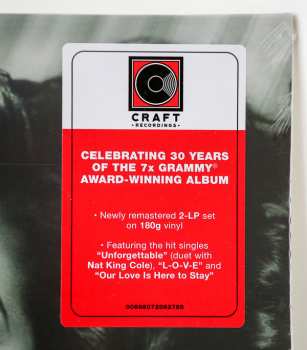 CRAFT
RECORDINGS
CELEBRATING 30 YEARS
OF THE 7x GRAMMY®
AWARD-WINNING ALBUM
• Newly remastered 2-LP set
on 180g vinyl
• Featuring the hit singles
"Unforgettable" (duet with
Nat King Cole), "L-O-V-E" and
"Our Love Is Here to Stay"